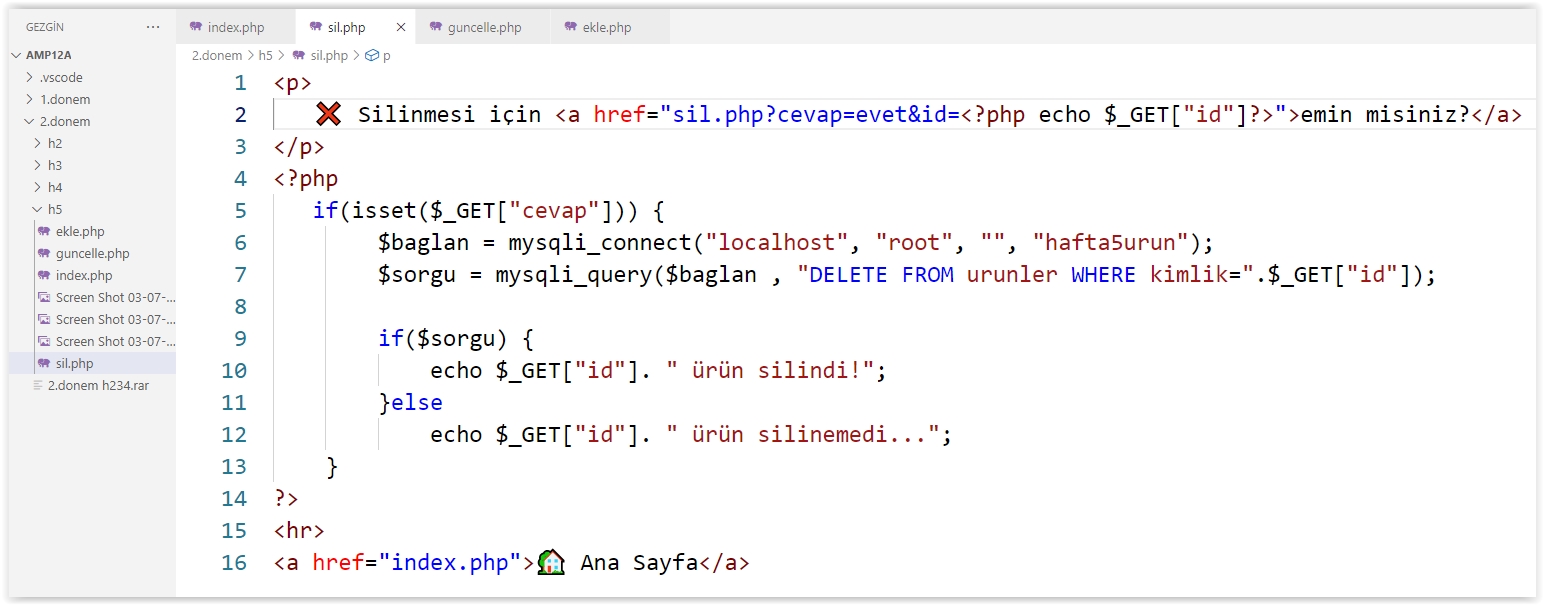 GEZGİN ...
AMP12A
.vscode
1.donem
2.donem
h2
h3
h4
h5
ekle.php
guncelle.php
index.php
Screen Shot 03-07-...
Screen Shot 03-07-...
Screen Shot 03-07-...
sil.php
2.donem h234.rar
index.php sil.php × guncelle.php ekle.php
2.donem > h5 > sil.php > p
1 <p>
2 ❌ Silinmesi için <a href="sil.php?cevap=evet&id=<?php echo $_GET["id"]?>">emin misiniz?</a>
3 </p>
4 <?php
5 if(isset($_GET["cevap"])) {
6 $baglan = mysqli_connect("localhost", "root", "", "hafta5urun");
7 $sorgu = mysqli_query($baglan , "DELETE FROM urunler WHERE kimlik=".$_GET["id"]);
8
9 if($sorgu) {
10 echo $_GET["id"]. " ürün silindi!";
11 }else
12 echo $_GET["id"]. " ürün silinemedi...";
13 }
14 ?>
15 <hr>
16 <a href="index.php">🏡 Ana Sayfa</a>